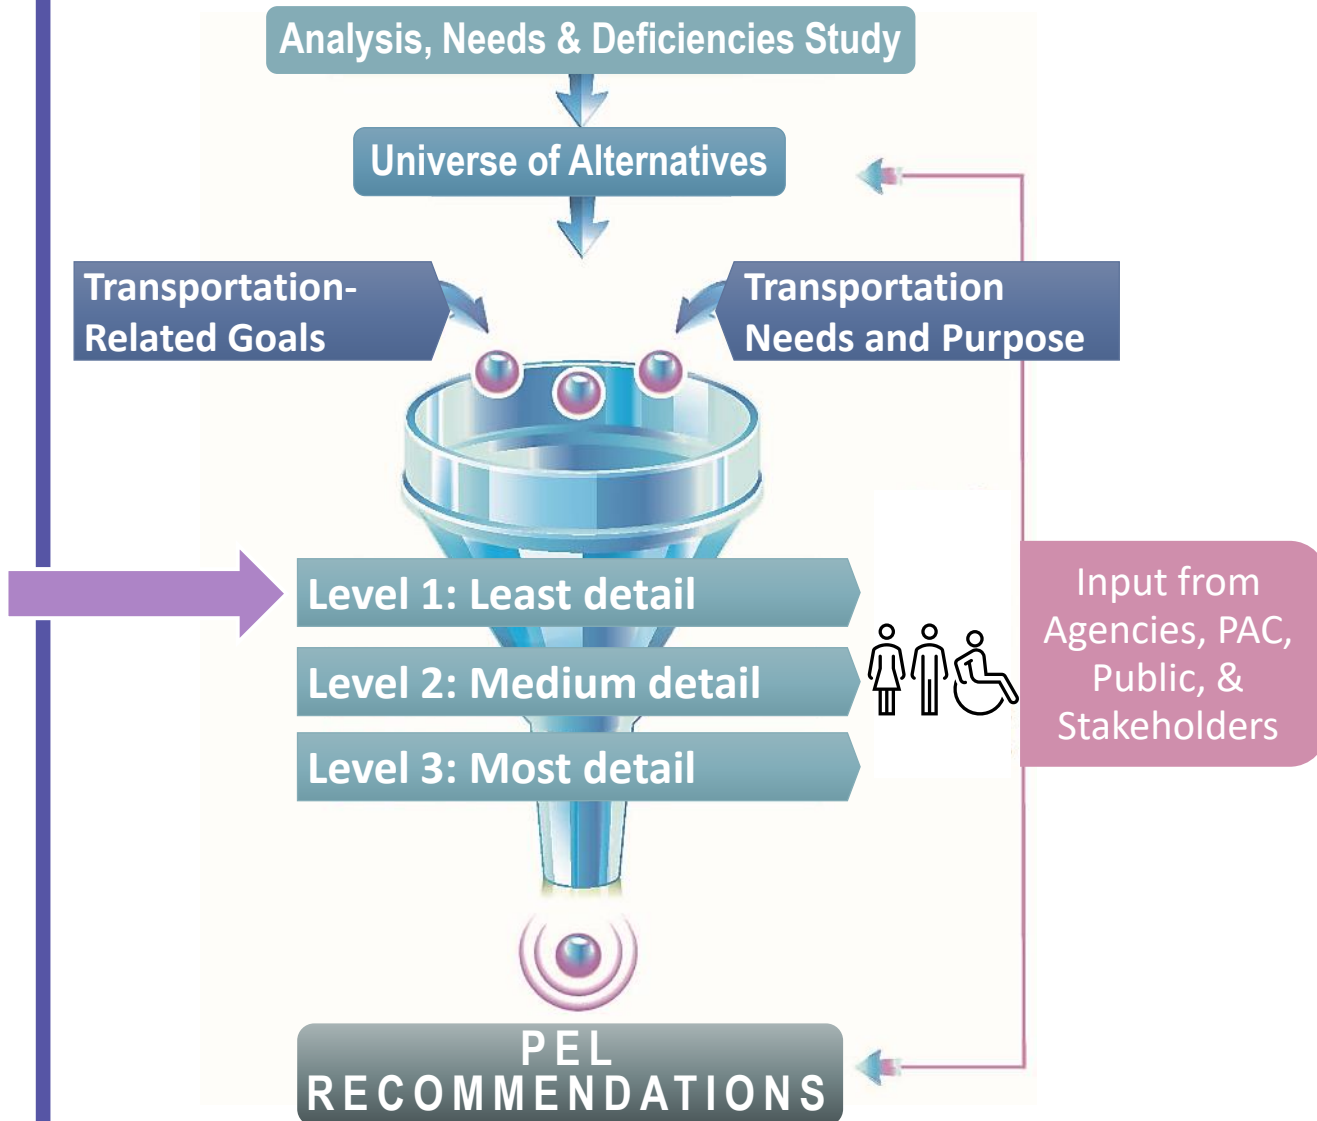 Analysis, Needs & Deficiencies Study
Universe of Alternatives
Transportation-
Related Goals
Transportation
Needs and Purpose
Level 1: Least detail
Level 2: Medium detail
Level 3: Most detail
Input from
Agencies, PAC,
Public, &
Stakeholders
PEL
RECOMMENDATIONS